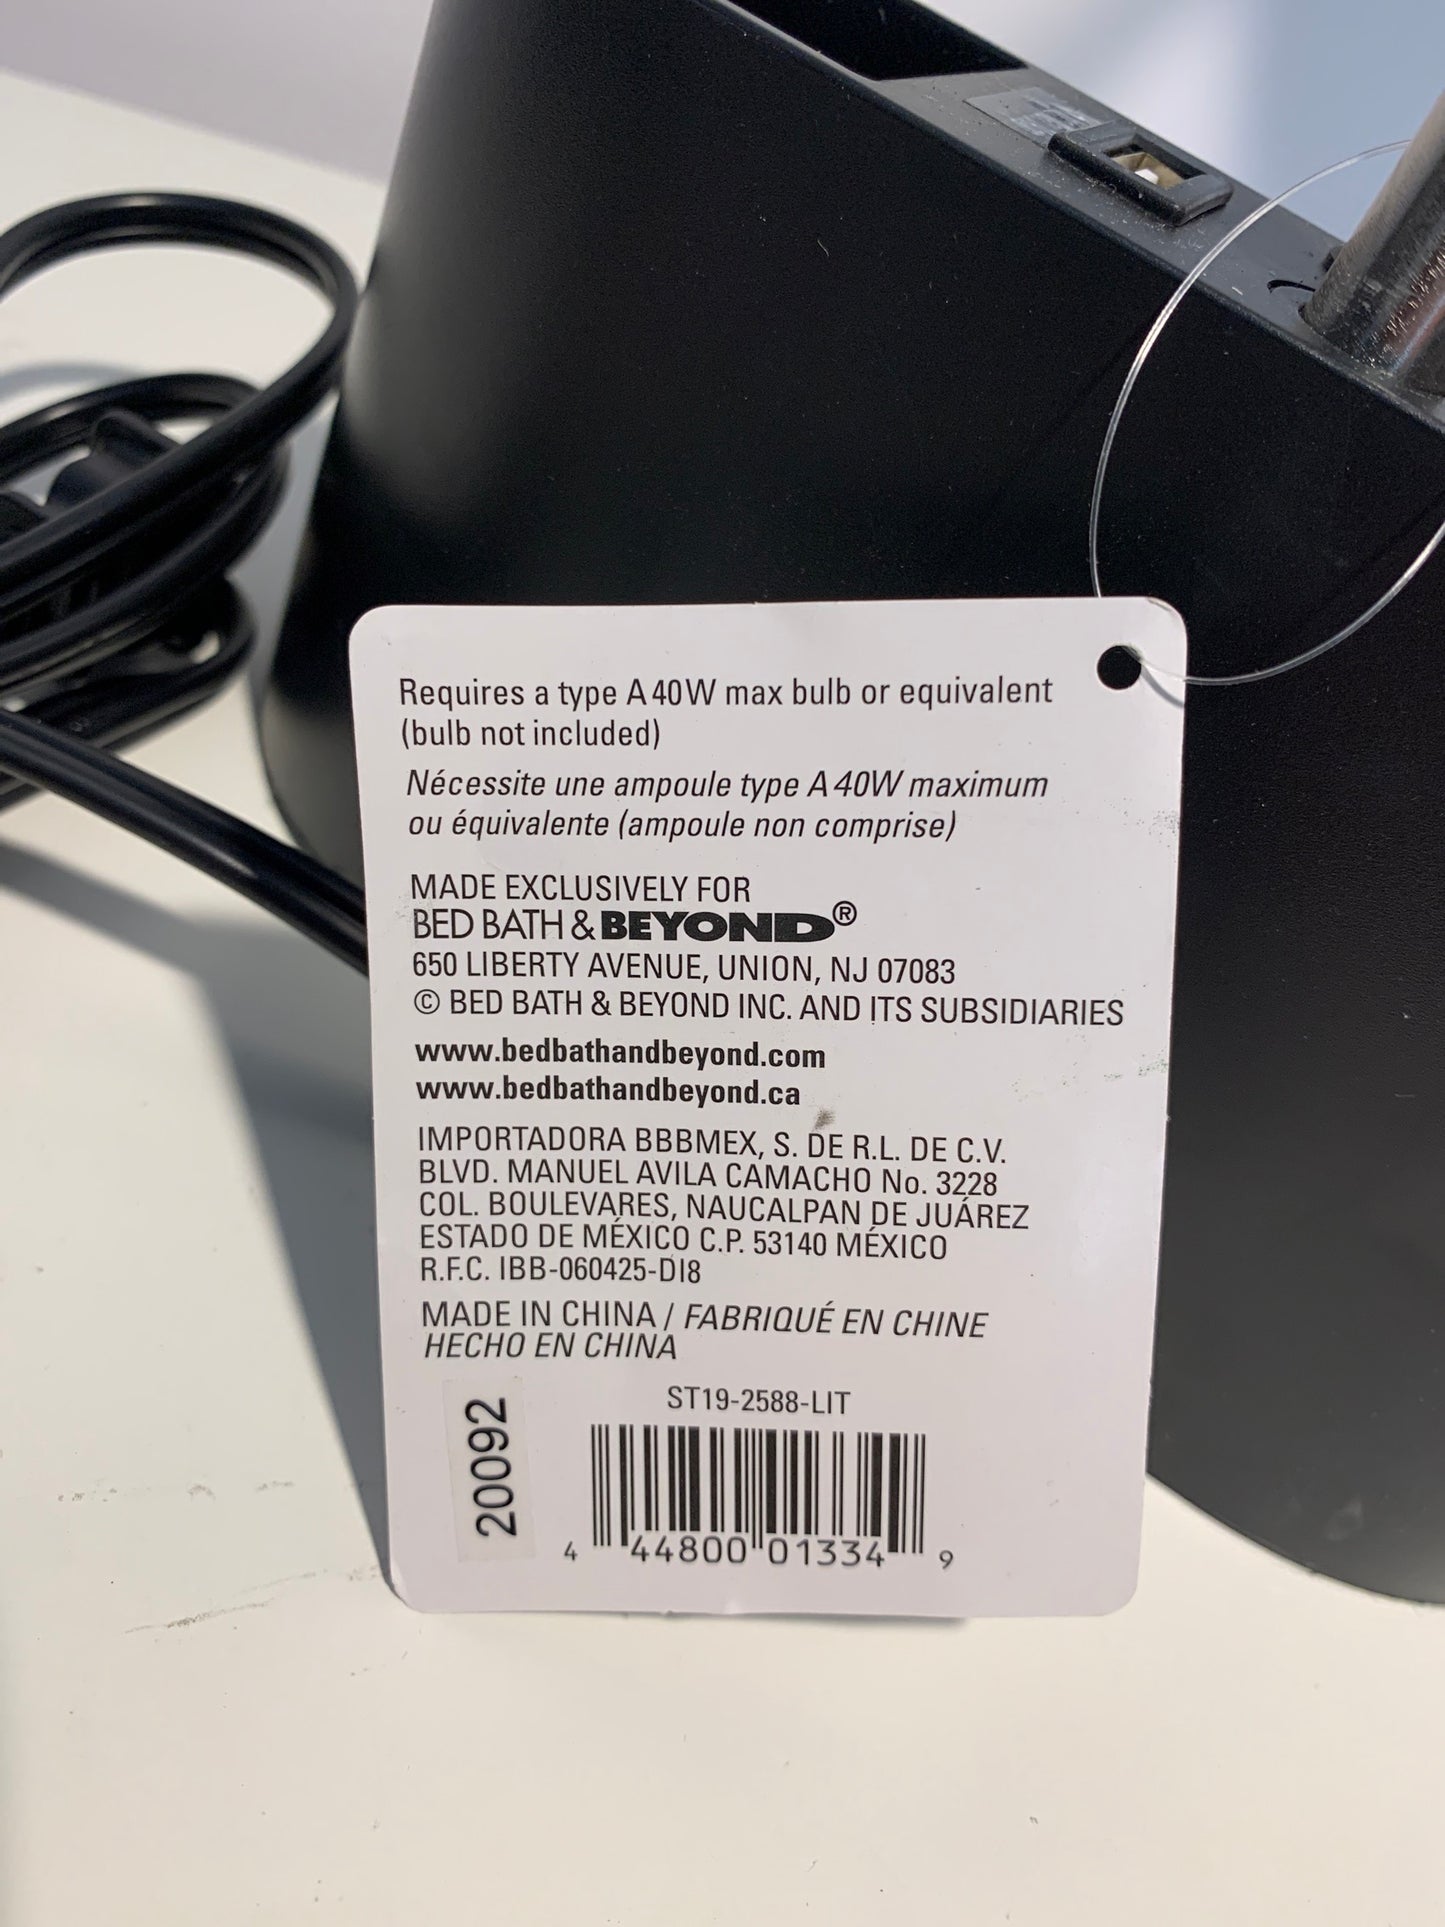 Requires a type A 40W max bulb or equivalent
(bulb not included)
Nécessite une ampoule type A 40W maximum
ou équivalente (ampoule non comprise)
MADE EXCLUSIVELY FOR
BED BATH & BEYOND®
650 LIBERTY AVENUE, UNION, NJ 07083
© BED BATH & BEYOND INC. AND ITS SUBSIDIARIES
www.bedbathandbeyond.com
www.bedbathandbeyond.ca
IMPORTADORA BBBMEX, S. DE R.L. DE C.V.
BLVD. MANUEL AVILA CAMACHO No. 3228
COL. BOULEVARES, NAUCALPAN DE JUÁREZ
ESTADO DE MÉXICO C.P. 53140 MÉXICO
R.F.C. IBB-060425-DI8
MADE IN CHINA / FABRIQUÉ EN CHINE
HECHO EN CHINA
ST19-2588-LIT
20092
4 44800 01334 9